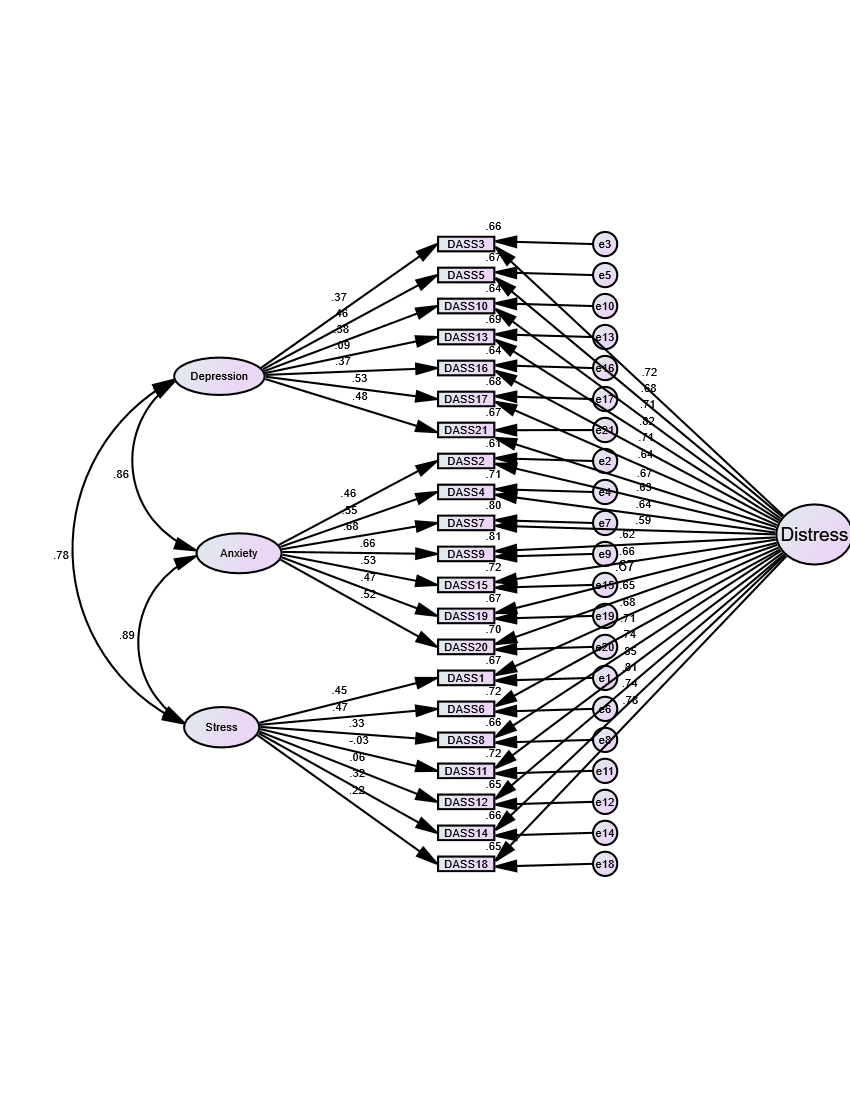 .66
DASS3
e3
.67
DASS5
e5
.37
.64
.46
DASS10
e10
.38
.69
DASS13
e13
.09
.64
.37
DASS16
e16
.72
Depression
.53
.68
.68
.48
DASS17
e17
.71
.67
.82
DASS21
e21
.71
.61
.64
DASS2
e2
.86
.71
.67
.46
DASS4
e4
.63
.55
.80
.64
.68
DASS7
e7
.59
.66
.81
.62
.78
Anxiety
DASS9
e9
.66
Distress
.53
.72
.67
.47
DASS15
e15
.65
.52
.67
.68
DASS19
e19
.71
.89
.70
.74
DASS20
e20
.85
.67
.81
DASS1
e1
.74
.45
.72
.78
.47
DASS6
e6
.33
.66
Stress
-.03
DASS8
e8
.06
.72
.32
DASS11
e11
.22
.65
DASS12
e12
.66
DASS14
e14
.65
DASS18
e18